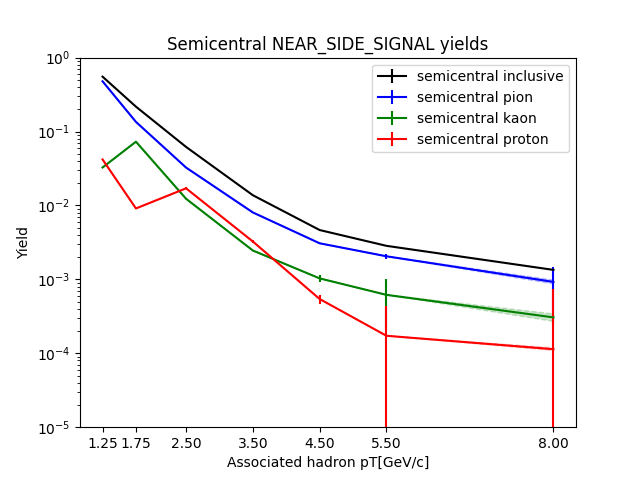 Semicentral NEAR_SIDE_SIGNAL yields
semicentral inclusive
semicentral pion
semicentral kaon
semicentral proton
Yield
10^0
10^-1
10^-2
10^-3
10^-4
10^-5
1.25 1.75 2.50 3.50 4.50 5.50 8.00
Associated hadron pT[GeV/c]